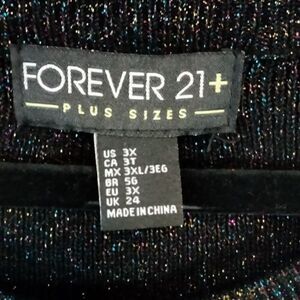 FOREVER 21+
PLUS SIZES
US 3X
CA 3T
MX 3XL/3EG
BR 5G
EU 3X
UK 24
MADE IN CHINA